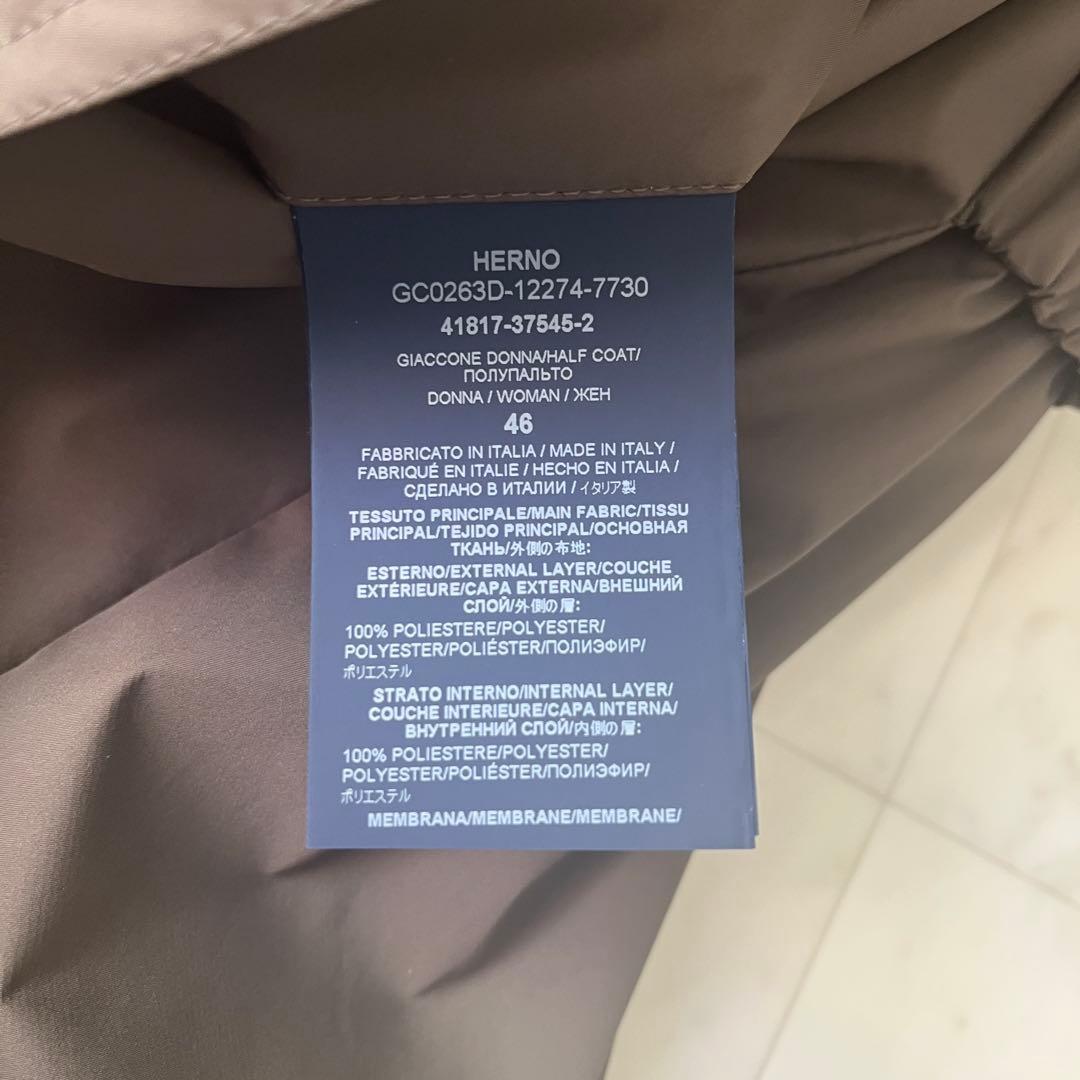 HERNO
GC0263D-12274-7730
41817-37545-2
GIACCONE DONNA/HALF COAT/
ПОЛУПАЛЬТО
DONNA / WOMAN / ЖЕН
46
FABBRICATO IN ITALIA / MADE IN ITALY /
FABRIQUÉ EN ITALIE / HECHO EN ITALIA /
СДЕЛАНО В ИТАЛИИ / イタリア製
TESSUTO PRINCIPALE/MAIN FABRIC/TISSU
PRINCIPAL/TEJIDO PRINCIPAL/ОСНОВНАЯ
ТКАНЬ/外側の布地:
ESTERNO/EXTERNAL LAYER/COUCHE
EXTÉRIEURE/CAPA EXTERNA/ВНЕШНИЙ
СЛОЙ/外側の層:
100% POLIESTERE/POLYESTER/
POLYESTER/POLIÉSTER/ПОЛИЭФИР/
ポリエステル
STRATO INTERNO/INTERNAL LAYER/
COUCHE INTERIEURE/CAPA INTERNA/
ВНУТРЕННИЙ СЛОЙ/内側の層:
100% POLIESTERE/POLYESTER/
POLYESTER/POLIÉSTER/ПОЛИЭФИР/
ポリエステル
MEMBRANA/MEMBRANE/MEMBRANE/